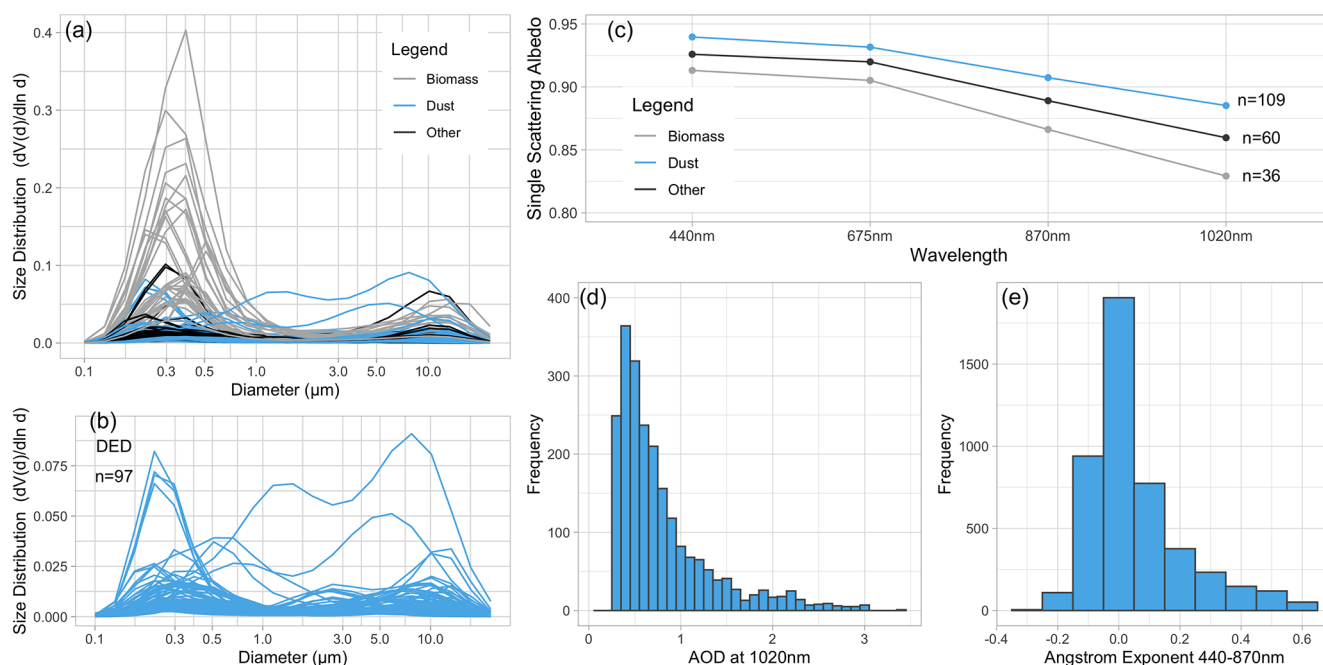 (a)
Size Distribution (dV(d)/dln d)
0.4
0.3
0.2
0.1
0.0
Legend
Biomass
Dust
Other
0.1 0.3 0.5 1.0 3.0 5.0 10.0
Diameter (µm)
(b)
DED
n=97
Size Distribution (dV(d)/dln d)
0.075
0.025
0.000
0.1 0.3 0.5 1.0 3.0 5.0 10.0
Diameter (µm)
(c)
Single Scattering Albedo
0.95
0.90
0.85
0.80
Legend
Biomass
Dust
Other
n=109
n=60
n=36
440nm 675nm 870nm 1020nm
Wavelength
(d)
Frequency
400
300
200
100
0
0 1 2 3
AOD at 1020nm
(e)
Frequency
1500
1000
500
0
-0.4 -0.2 0.0 0.2 0.4 0.6
Angstrom Exponent 440-870nm